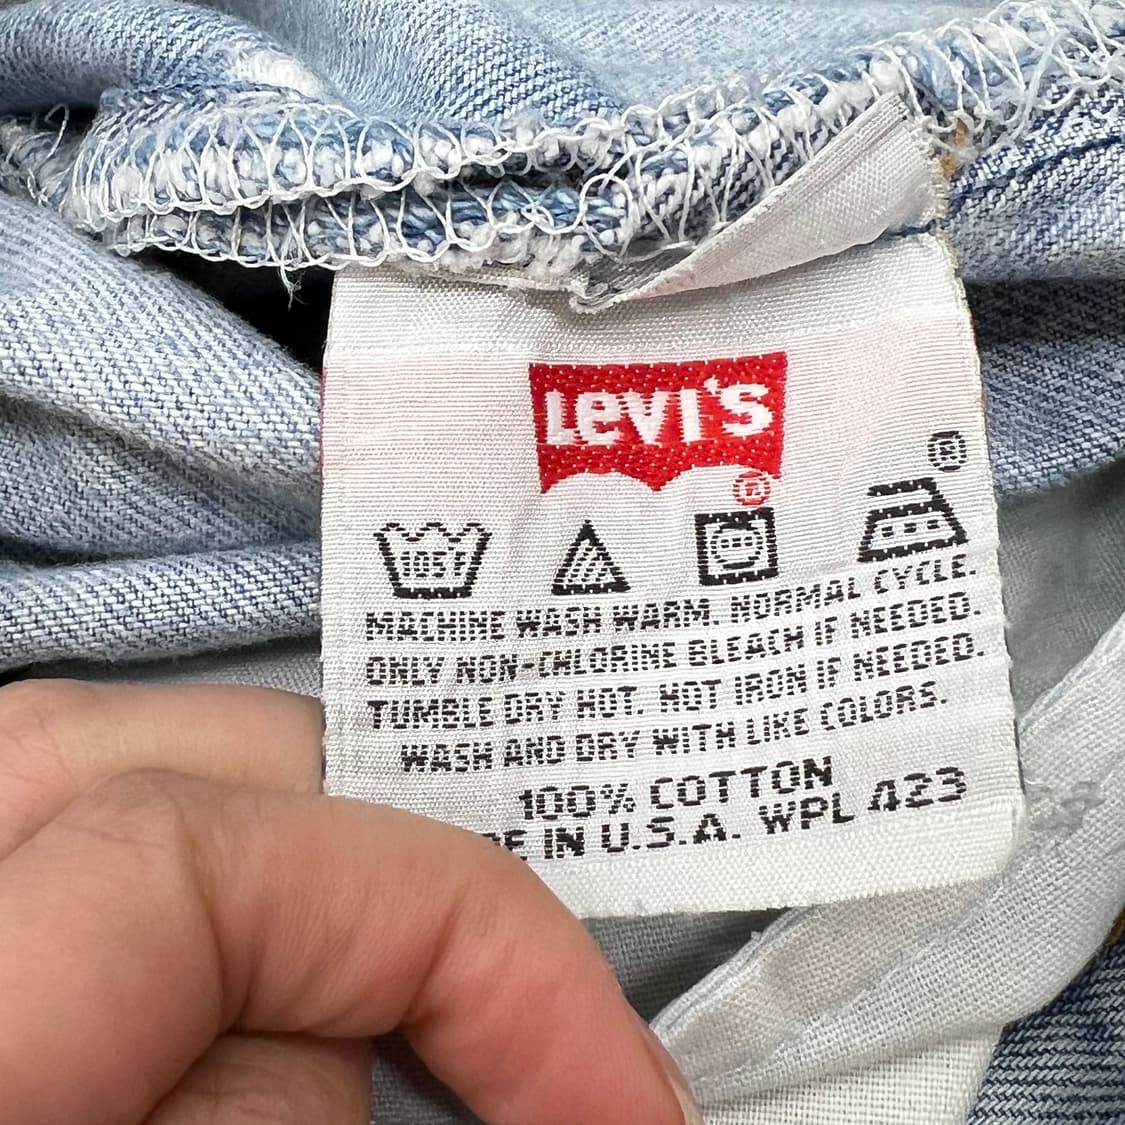 Levi's
®
®
105F
MACHINE WASH WARM. NORMAL CYCLE.
ONLY NON-CHLORINE BLEACH IF NEEDED.
TUMBLE DRY HOT. HOT IRON IF NEEDED.
WASH AND DRY WITH LIKE COLORS.
100% COTTON
IN U.S.A. WPL 423